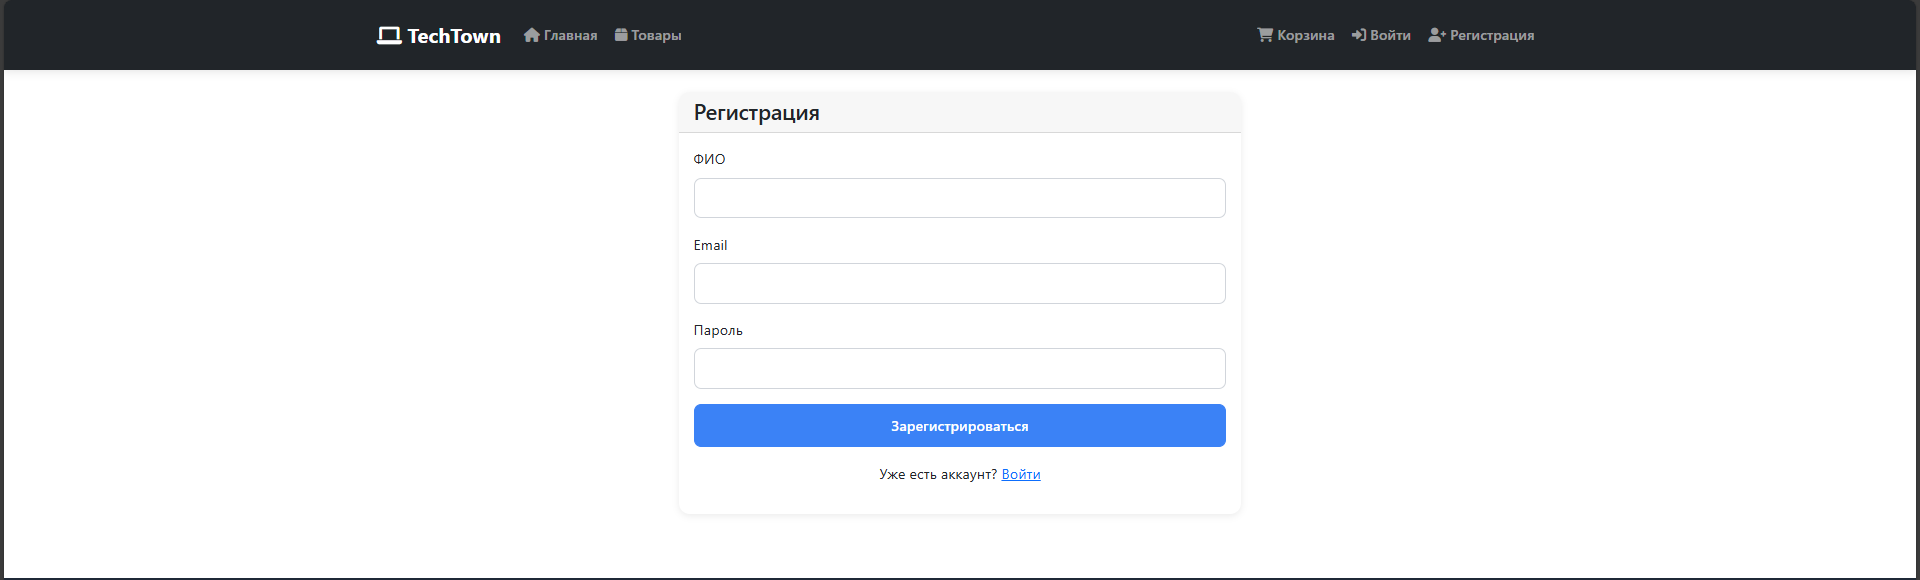 TechTown Главная Товары Корзина Войти Регистрация
Регистрация
ФИО
Email
Пароль
Зарегистрироваться
Уже есть аккаунт? Войти